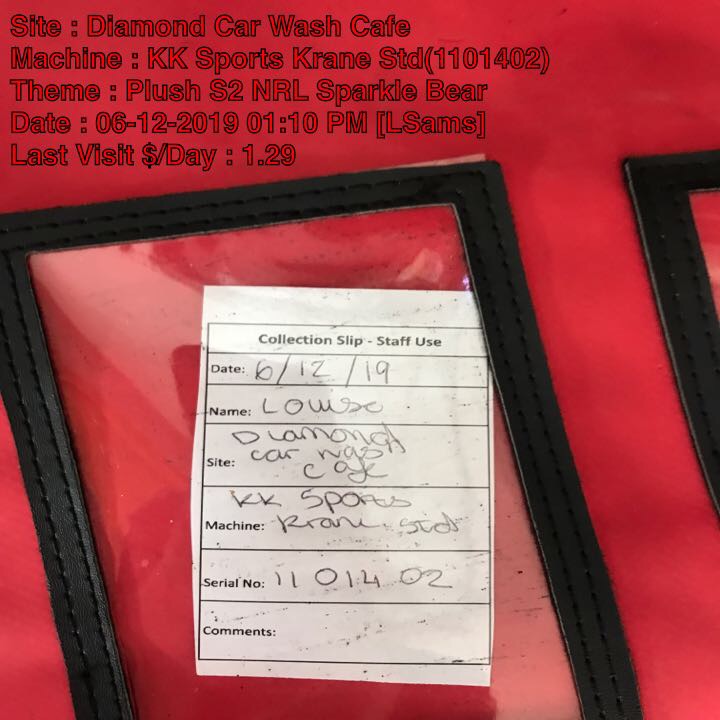 Site : Diamond Car Wash Cafe
Machine : KK Sports Krane Std(1101402)
Theme : Plush S2 NRL Sparkle Bear
Date : 06-12-2019 01:10 PM [LSams]
Last Visit $/Day : 1.29
Collection Slip - Staff Use
Date: 6/12/19
Name: Louise
Diamond
Site: car was
cafe
KK Sports
Machine: Krane Std
Serial No: 11 014 02
Comments: